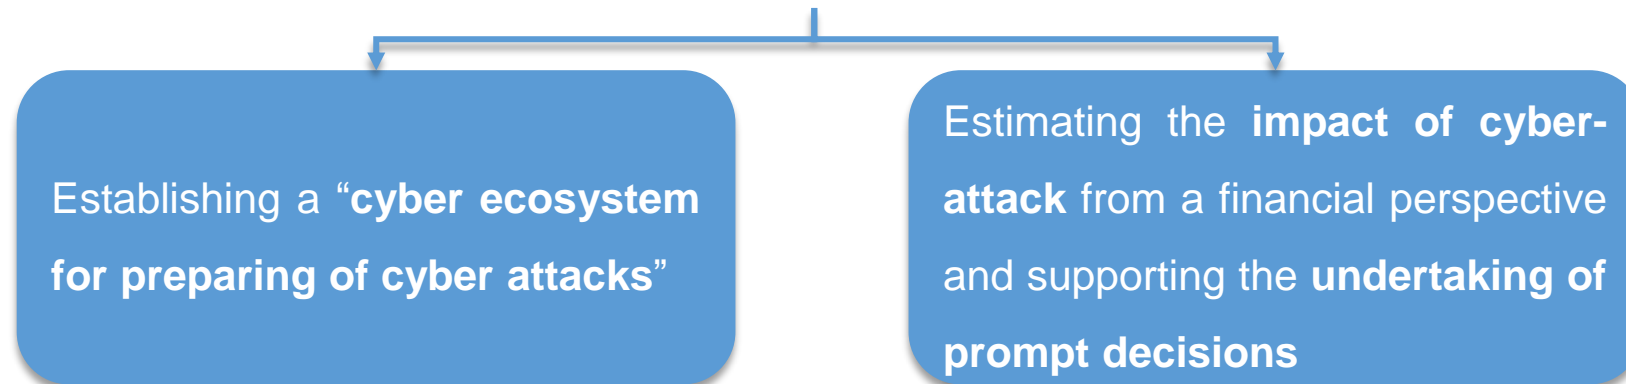 Establishing a “cyber ecosystem
for preparing of cyber attacks”
Estimating the impact of cyber-
attack from a financial perspective
and supporting the undertaking of
prompt decisions